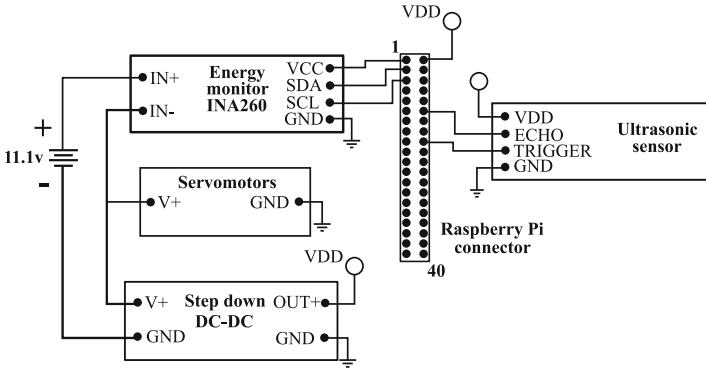 VDD
1
Energy
monitor
INA260
IN+
IN-
VCC
SDA
SCL
GND
+
11.1v
-
VDD
ECHO
TRIGGER
GND
Ultrasonic
sensor
Servomotors
V+
GND
Raspberry Pi
connector
40
VDD
Step down
DC-DC
V+
GND
OUT+
GND